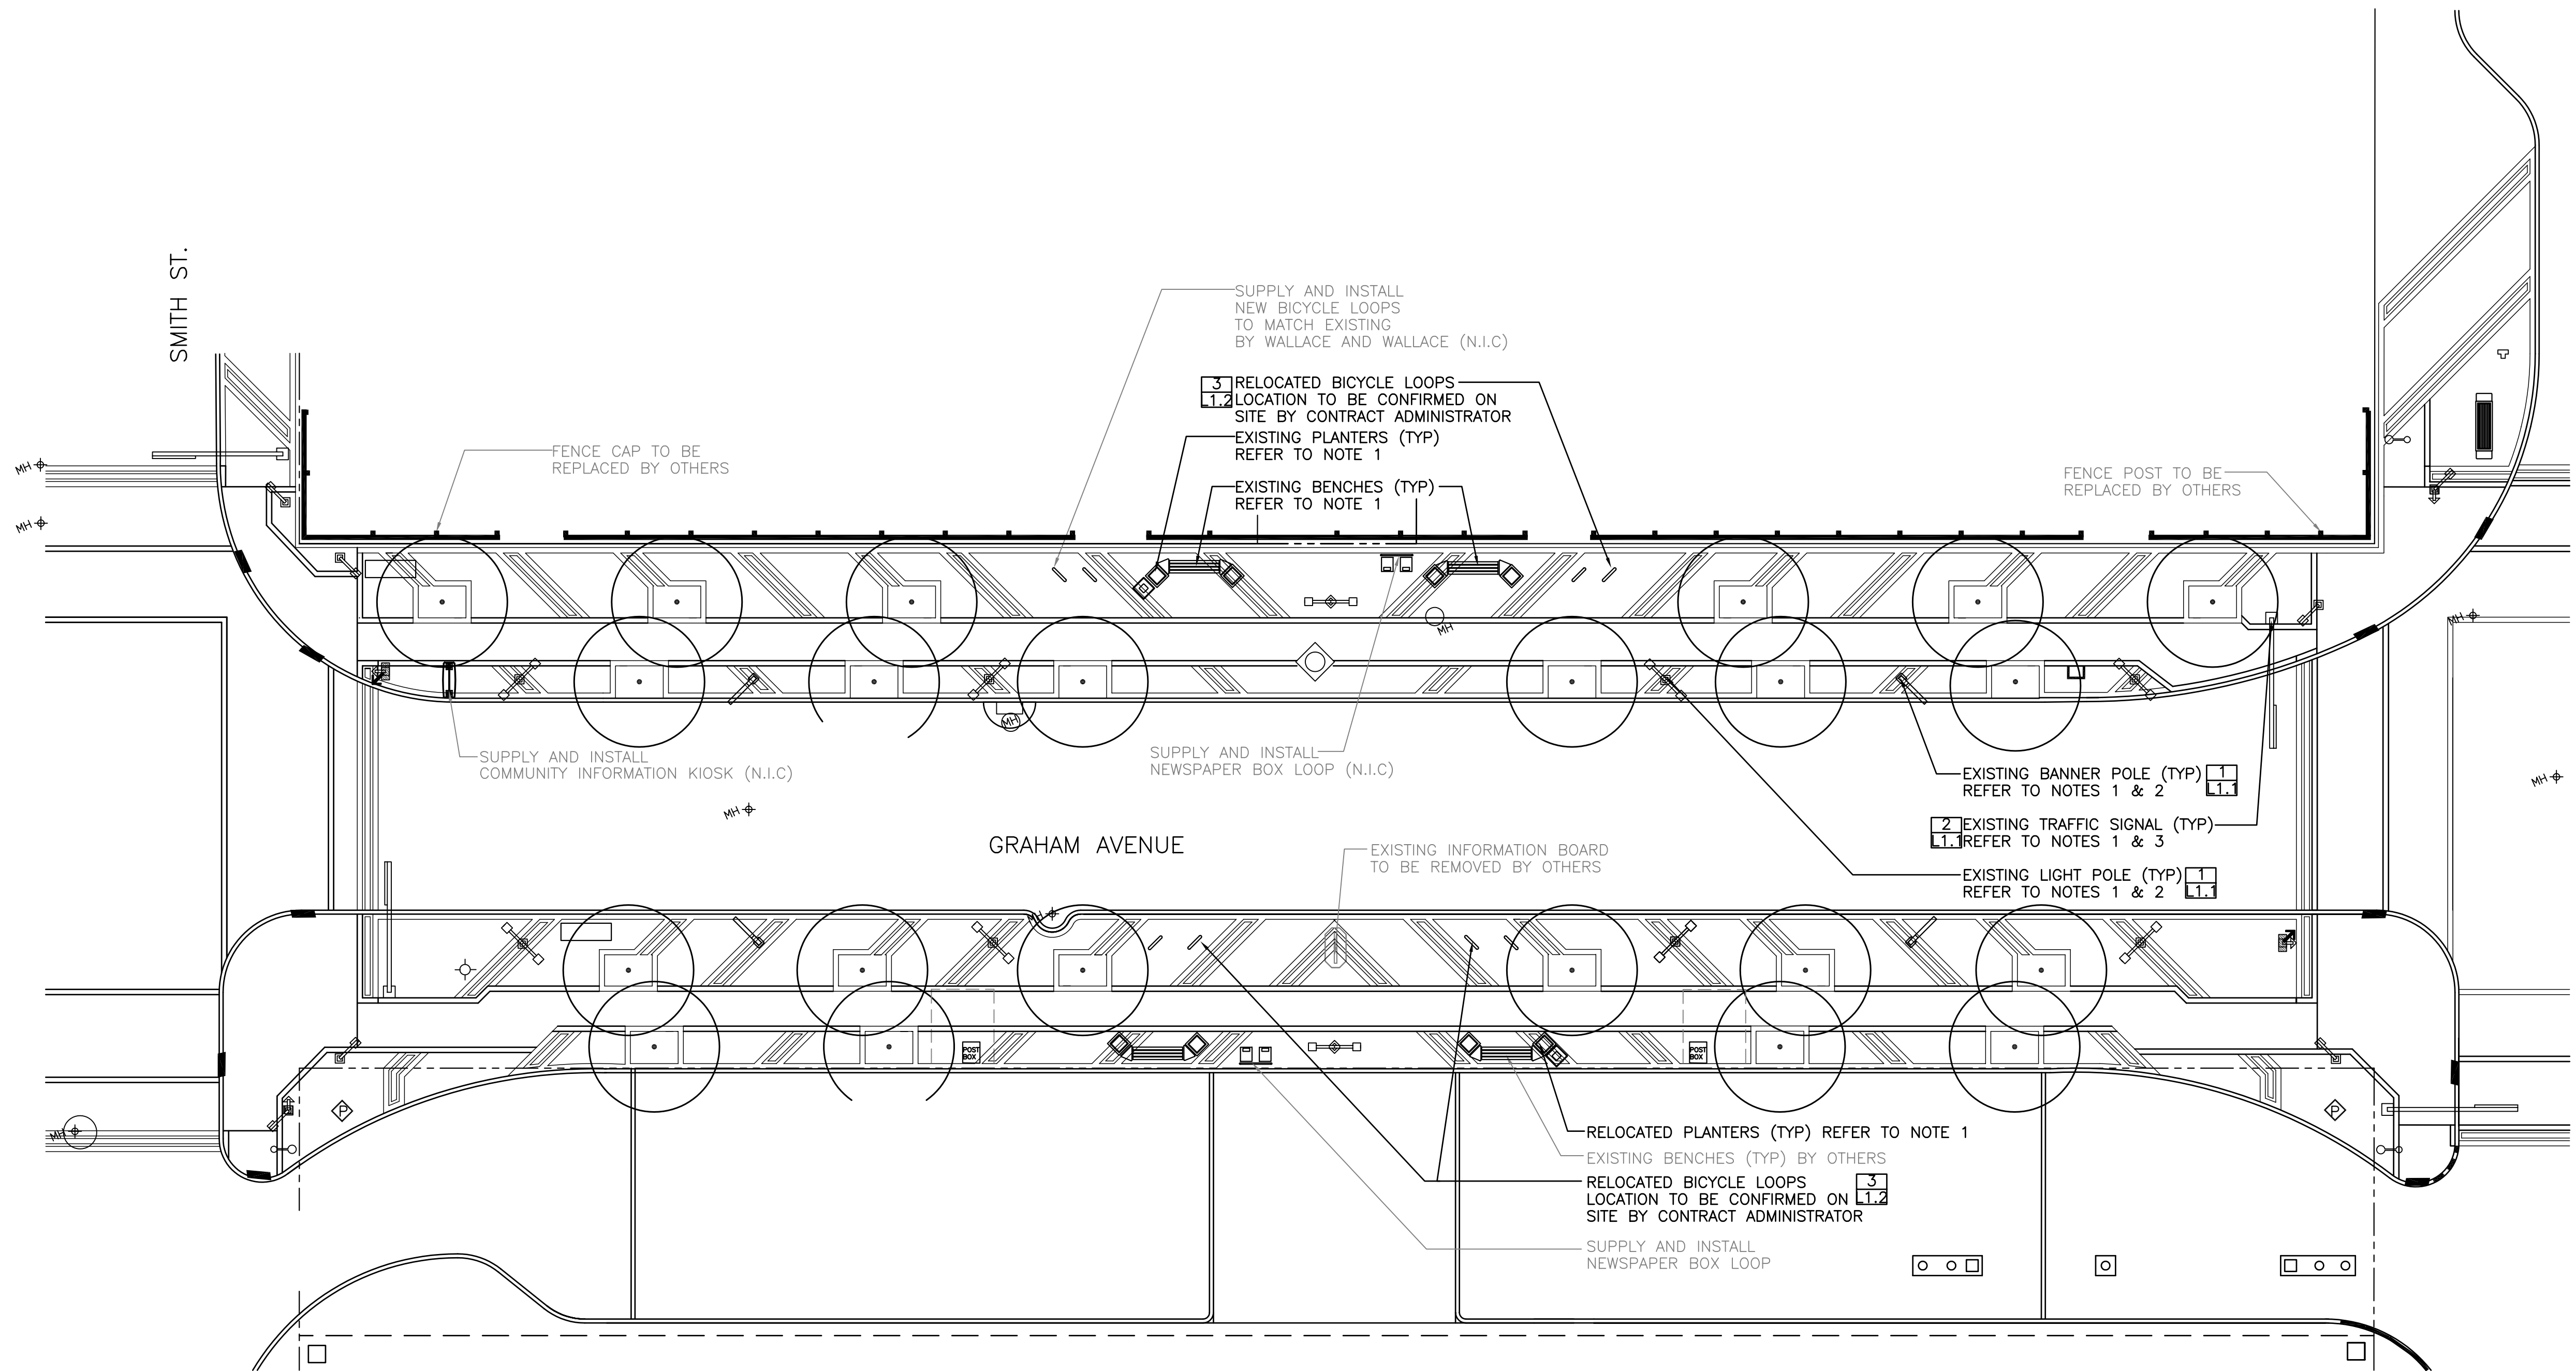 SMITH ST.
SUPPLY AND INSTALL
NEW BICYCLE LOOPS
TO MATCH EXISTING
BY WALLACE AND WALLACE (N.I.C)
3
L1.2
RELOCATED BICYCLE LOOPS
LOCATION TO BE CONFIRMED ON
SITE BY CONTRACT ADMINISTRATOR
EXISTING PLANTERS (TYP)
REFER TO NOTE 1
EXISTING BENCHES (TYP)
REFER TO NOTE 1
FENCE CAP TO BE
REPLACED BY OTHERS
FENCE POST TO BE
REPLACED BY OTHERS
MH
MH
MH
MH
MH
SUPPLY AND INSTALL
COMMUNITY INFORMATION KIOSK (N.I.C)
SUPPLY AND INSTALL
NEWSPAPER BOX LOOP (N.I.C)
EXISTING BANNER POLE (TYP)
REFER TO NOTES 1 & 2
1
L1.1
MH
MH
2
L1.1
EXISTING TRAFFIC SIGNAL (TYP)
REFER TO NOTES 1 & 3
GRAHAM AVENUE
EXISTING INFORMATION BOARD
TO BE REMOVED BY OTHERS
EXISTING LIGHT POLE (TYP)
REFER TO NOTES 1 & 2
1
L1.1
MH
POST
BOX
POST
BOX
P
P
MH
RELOCATED PLANTERS (TYP) REFER TO NOTE 1
EXISTING BENCHES (TYP) BY OTHERS
RELOCATED BICYCLE LOOPS
LOCATION TO BE CONFIRMED ON
SITE BY CONTRACT ADMINISTRATOR
3
L1.2
SUPPLY AND INSTALL
NEWSPAPER BOX LOOP